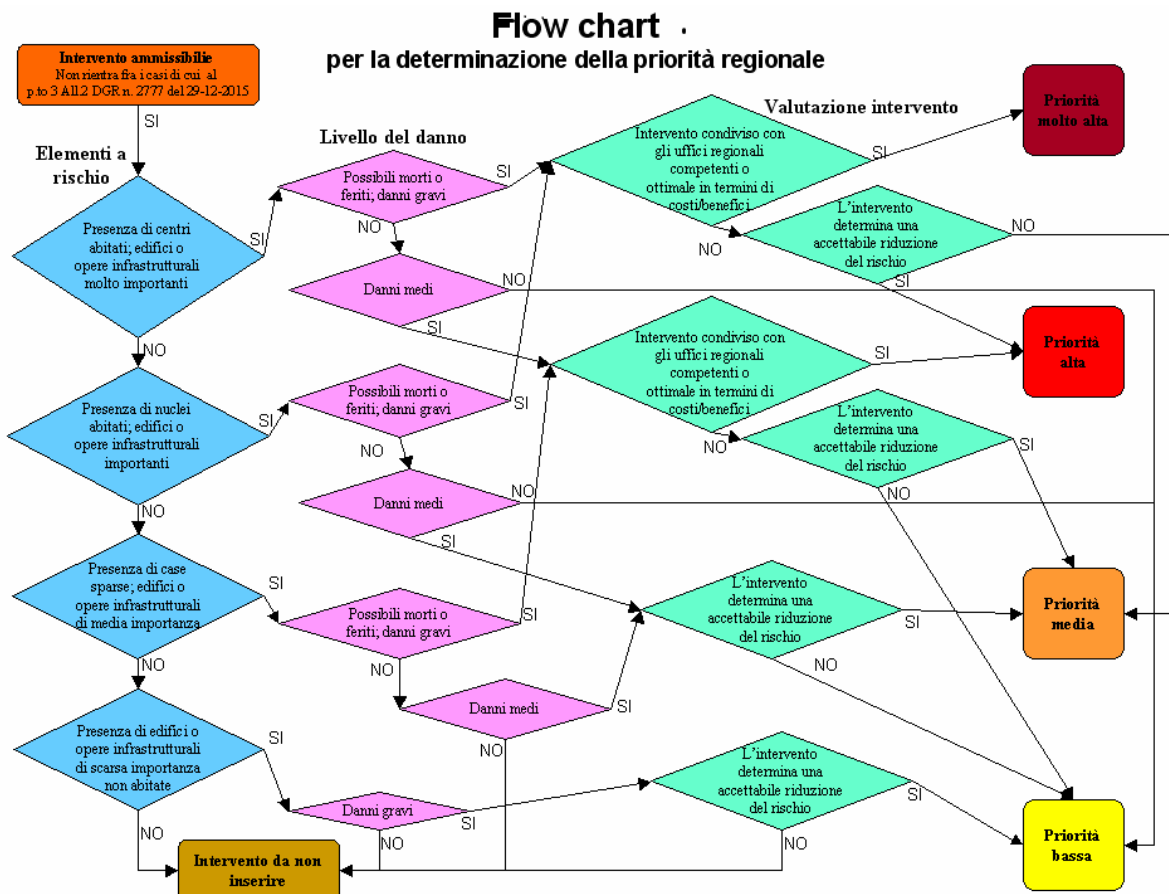 Flow chart .
per la determinazione della priorità regionale
Intervento ammissibilie
Non rientra fra i casi di cui al
p.to 3 All.2 DGR n. 2777 del 29-12-2015
SI
Elementi a
rischio
Livello del danno
Valutazione intervento
Presenza di centri
abitati; edifici o
opere infrastrutturali
molto importanti
SI
NO
Possibili morti o
feriti; danni gravi
SI
NO
Danni medi
NO
SI
Intervento condiviso con
gli uffici regionali
competenti o
ottimale in termini di
costi/benefici
SI
NO
L'intervento
determina una
accettabile riduzione
del rischio
NO
SI
Priorità
molto alta
Presenza di nuclei
abitati; edifici o
opere infrastrutturali
importanti
SI
NO
Possibili morti o
feriti; danni gravi
SI
NO
Danni medi
NO
SI
Intervento condiviso con
gli uffici regionali
competenti o
ottimale in termini di
costi/benefici
SI
NO
L'intervento
determina una
accettabile riduzione
del rischio
SI
NO
Priorità
alta
Presenza di case
sparse; edifici o
opere infrastrutturali
di media importanza
SI
NO
Possibili morti o
feriti; danni gravi
SI
NO
Danni medi
SI
NO
L'intervento
determina una
accettabile riduzione
del rischio
SI
NO
Priorità
media
Presenza di edifici o
opere infrastrutturali
di scarsa importanza
non abitate
SI
NO
Danni gravi
SI
NO
L'intervento
determina una
accettabile riduzione
del rischio
SI
NO
Priorità
bassa
Intervento da non
inserire